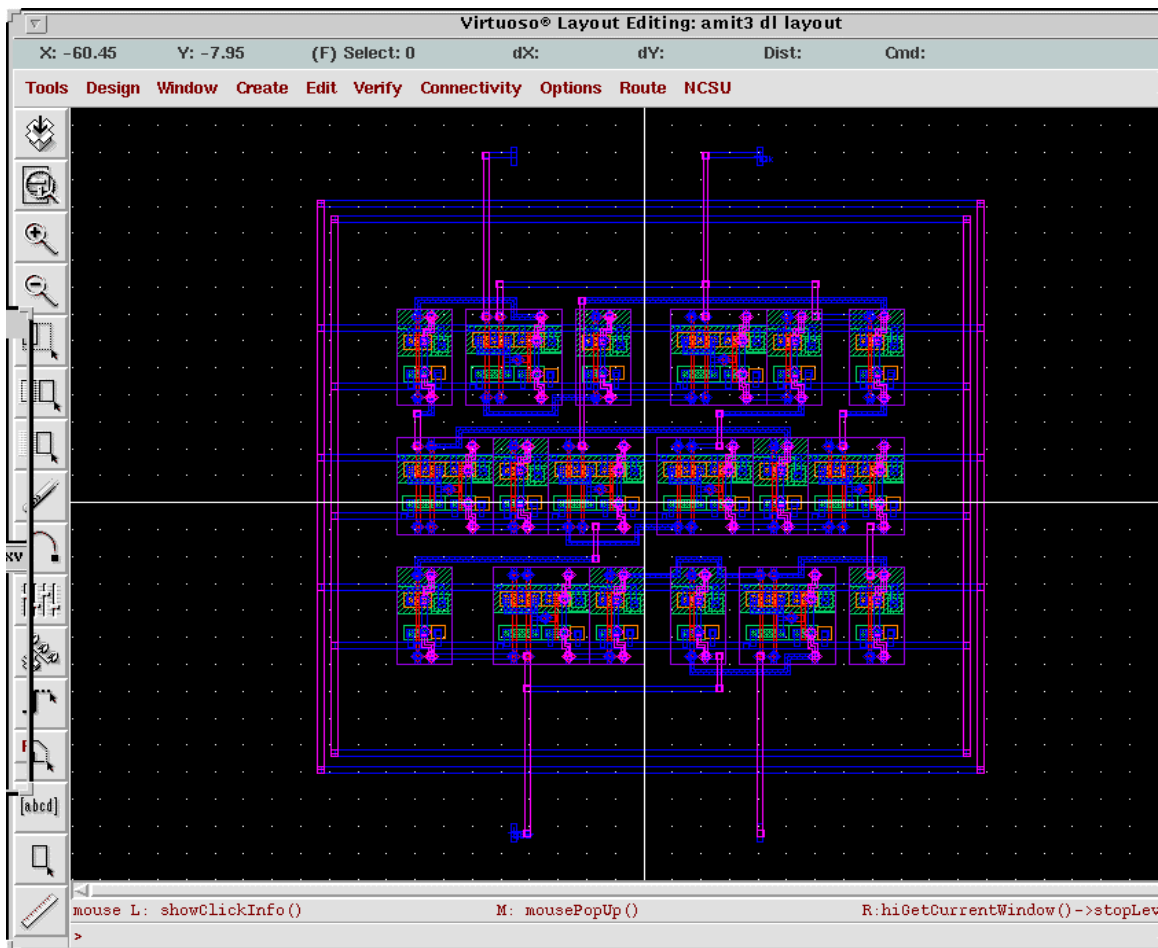 Virtuoso® Layout Editing: amit3 dl layout
X: -60.45 Y: -7.95 (F) Select: 0 dX: dY: Dist: Cmd:
Tools Design Window Create Edit Verify Connectivity Options Route NCSU
xv
[abcd]
mouse L: showClickInfo() M: mousePopUp() R:hiGetCurrentWindow()->stopLev
>